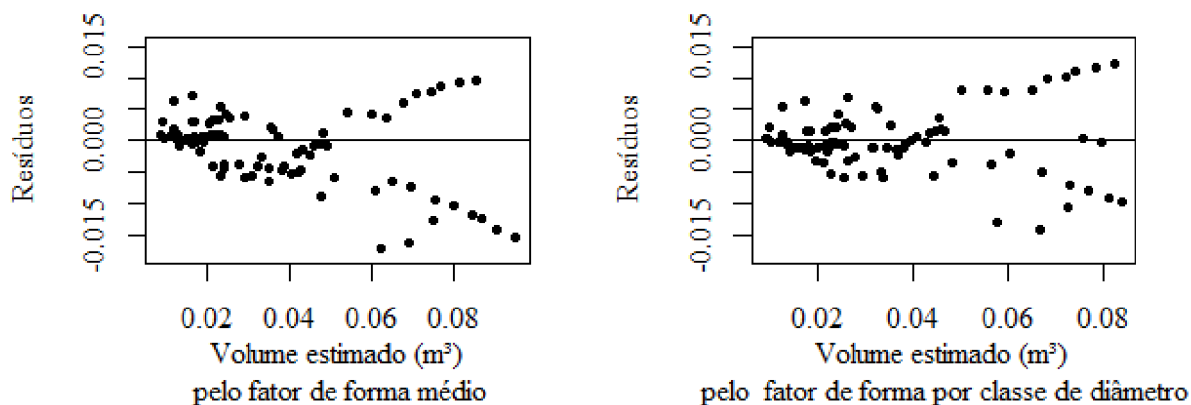 0.015
0.000
-0.015
Resíduos
0.02 0.04 0.06 0.08
Volume estimado (m³)
pelo fator de forma médio
0.015
0.000
-0.015
Resíduos
0.02 0.04 0.06 0.08
Volume estimado (m³)
pelo fator de forma por classe de diâmetro